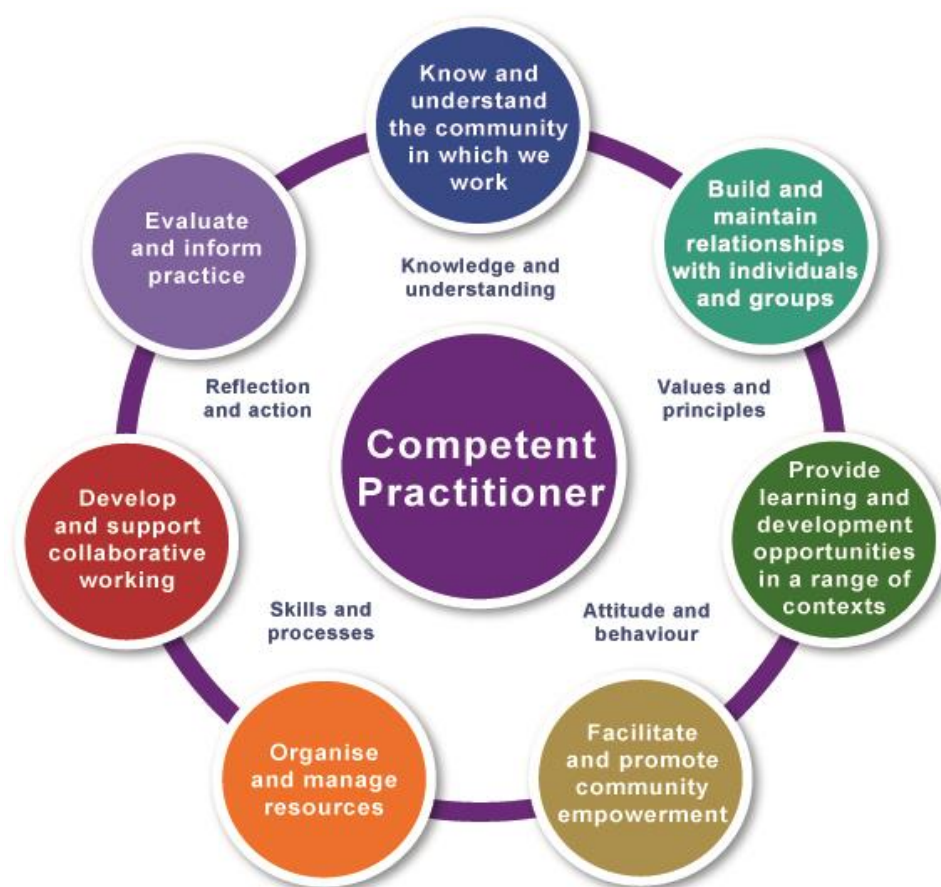 Know and
understand
the community
in which we
work
Build and
maintain
relationships
with individuals
and groups
Provide
learning and
development
opportunities
in a range of
contexts
Facilitate
and promote
community
empowerment
Organise
and manage
resources
Develop
and support
collaborative
working
Evaluate
and inform
practice
Knowledge and
understanding
Values and
principles
Attitude and
behaviour
Skills and
processes
Reflection
and action
Competent
Practitioner